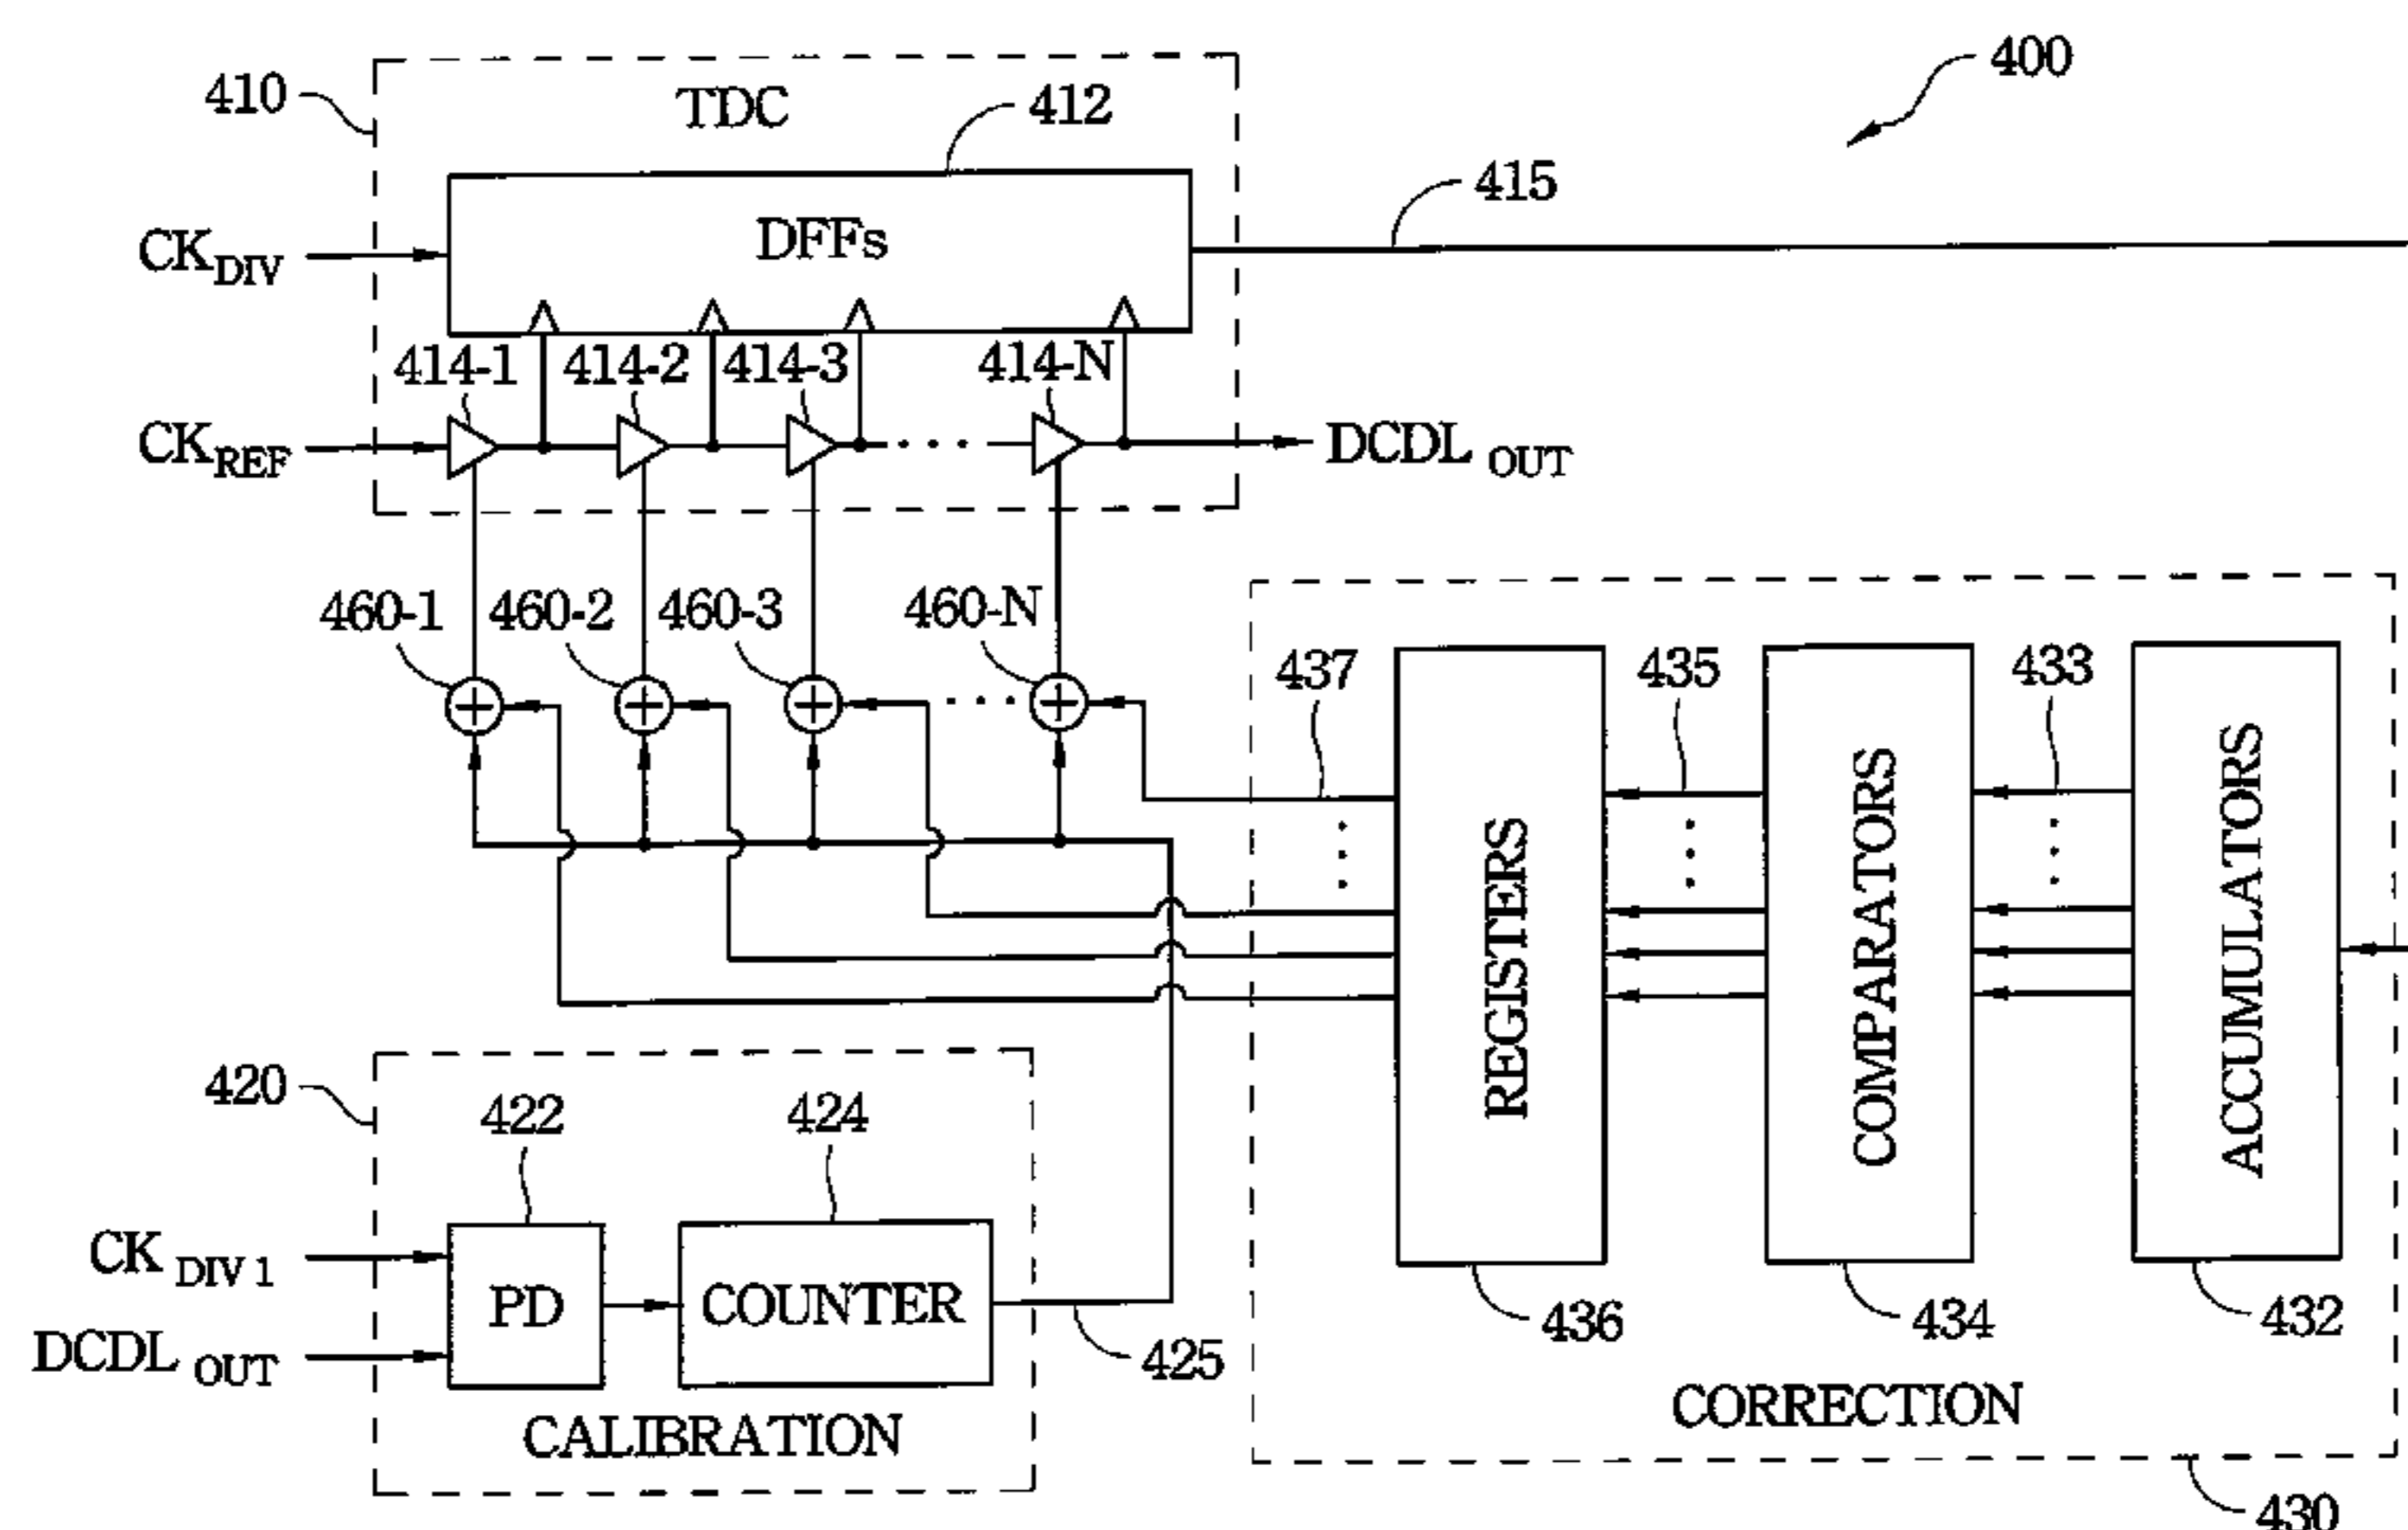 400
410
TDC
412
415
CKDIV
DFFs
414-1
414-2
414-3
414-N
CKREF
DCDL OUT
460-1
460-2
460-3
460-N
437
435
433
REGISTERS
COMPARATORS
ACCUMULATORS
420
422
424
CK DIV 1
PD
COUNTER
DCDL OUT
425
436
434
432
CALIBRATION
CORRECTION
430